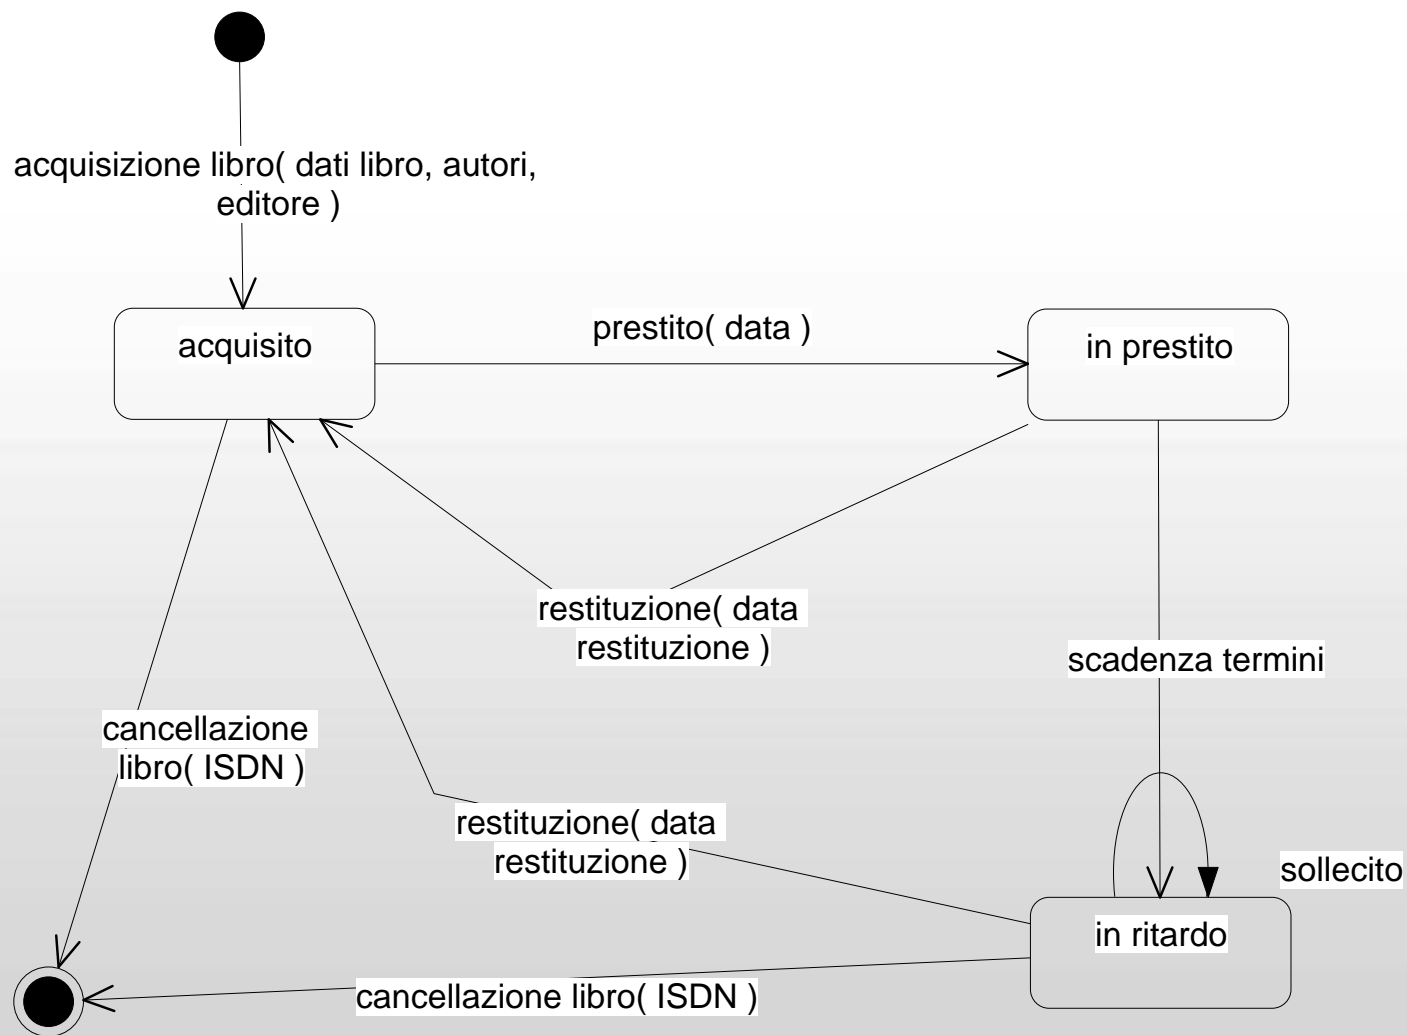 acquisizione libro( dati libro, autori,
editore )
acquisito
prestito( data )
in prestito
restituzione( data
restituzione )
scadenza termini
cancellazione
libro( ISDN )
restituzione( data
restituzione )
sollecito
in ritardo
cancellazione libro( ISDN )